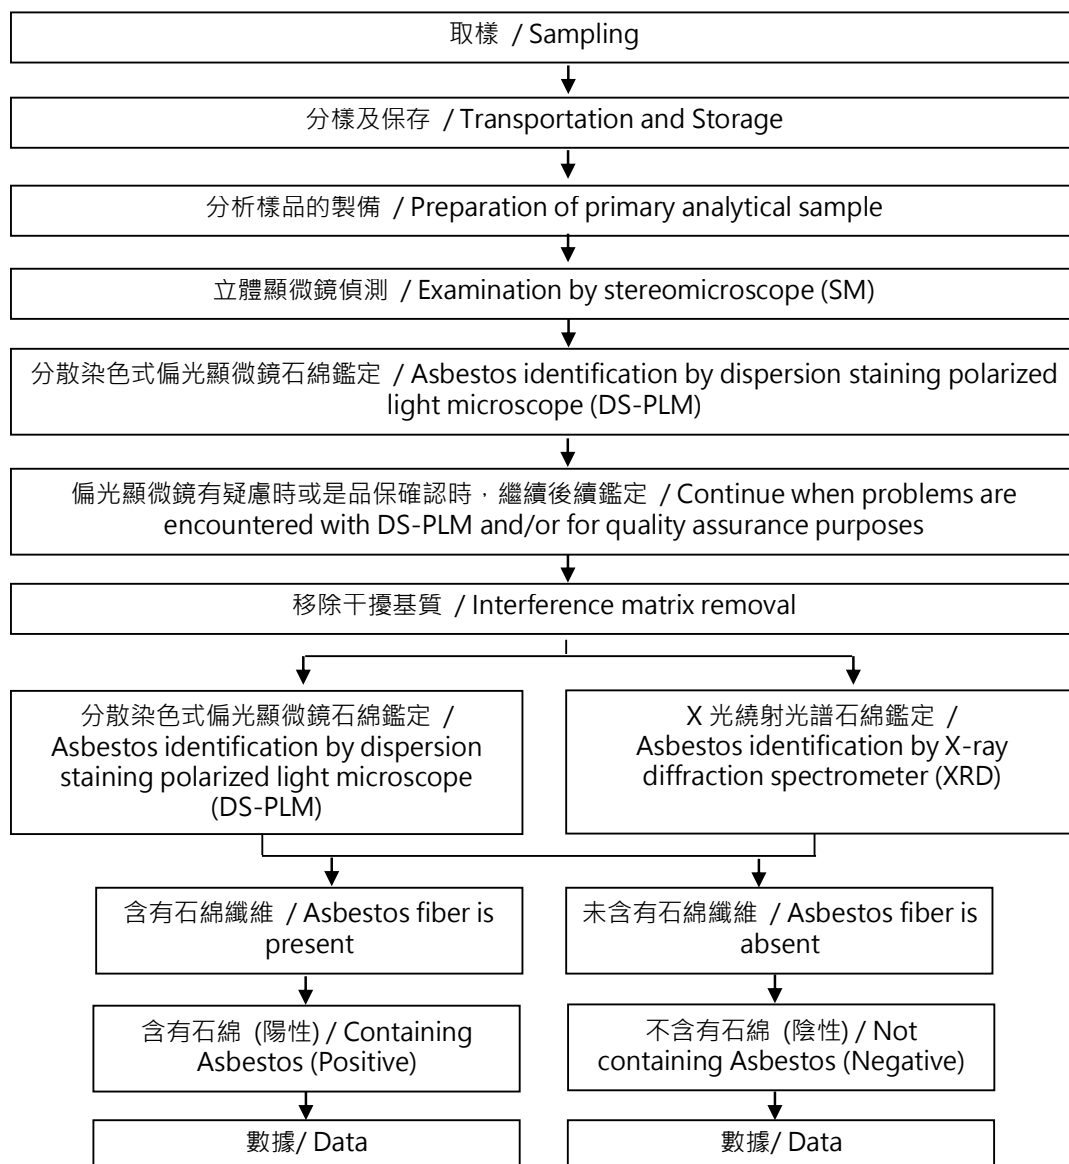 取樣 / Sampling
分樣及保存 / Transportation and Storage
分析樣品的製備 / Preparation of primary analytical sample
立體顯微鏡偵測 / Examination by stereomicroscope (SM)
分散染色式偏光顯微鏡石綿鑑定 / Asbestos identification by dispersion staining polarized
light microscope (DS-PLM)
偏光顯微鏡有疑慮時或是品保確認時，繼續後續鑑定 / Continue when problems are
encountered with DS-PLM and/or for quality assurance purposes
移除干擾基質 / Interference matrix removal
分散染色式偏光顯微鏡石綿鑑定 /
Asbestos identification by dispersion
staining polarized light microscope
(DS-PLM)
X 光繞射光譜石綿鑑定 /
Asbestos identification by X-ray
diffraction spectrometer (XRD)
含有石綿纖維 / Asbestos fiber is
present
未含有石綿纖維 / Asbestos fiber is
absent
含有石綿 (陽性) / Containing
Asbestos (Positive)
不含有石綿 (陰性) / Not
containing Asbestos (Negative)
數據/ Data
數據/ Data